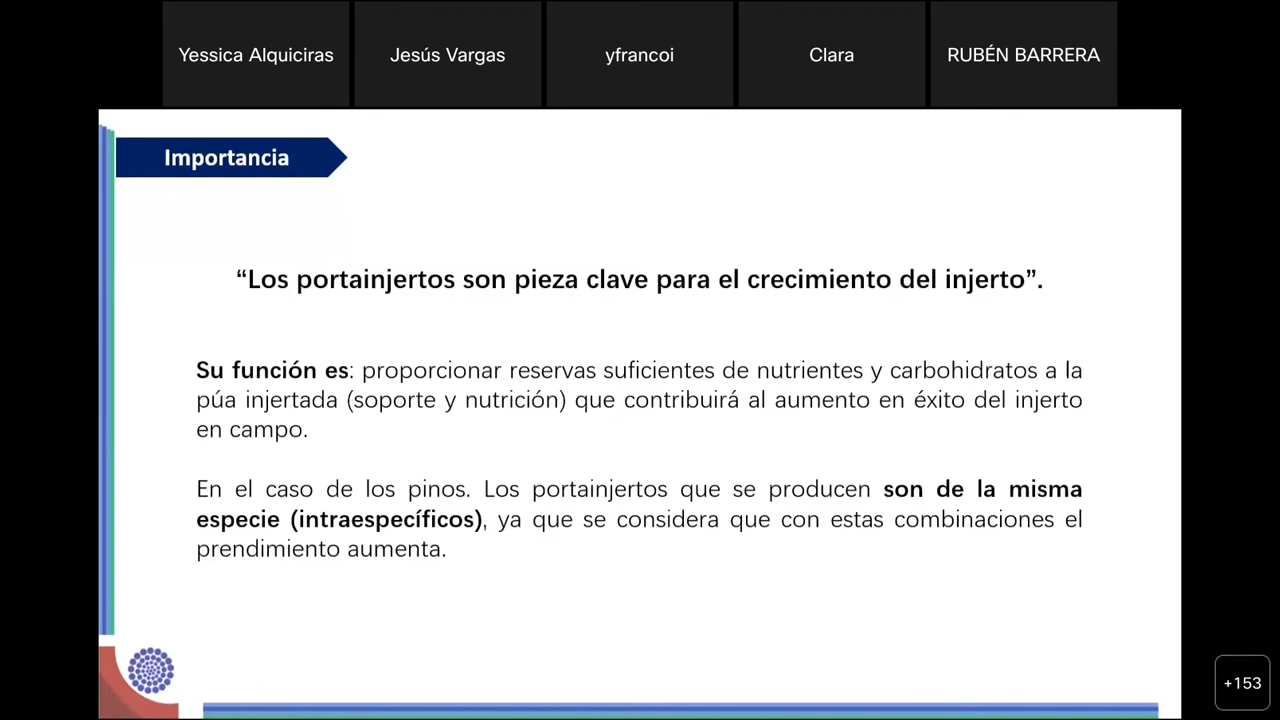 Yessica Alquiciras
Jesús Vargas
yfrancoi
Clara
RUBÉN BARRERA
Importancia
“Los portainjertos son pieza clave para el crecimiento del injerto”.
Su función es: proporcionar reservas suficientes de nutrientes y carbohidratos a la
púa injertada (soporte y nutrición) que contribuirá al aumento en éxito del injerto
en campo.
En el caso de los pinos. Los portainjertos que se producen son de la misma
especie (intraespecíficos), ya que se considera que con estas combinaciones el
prendimiento aumenta.
+153